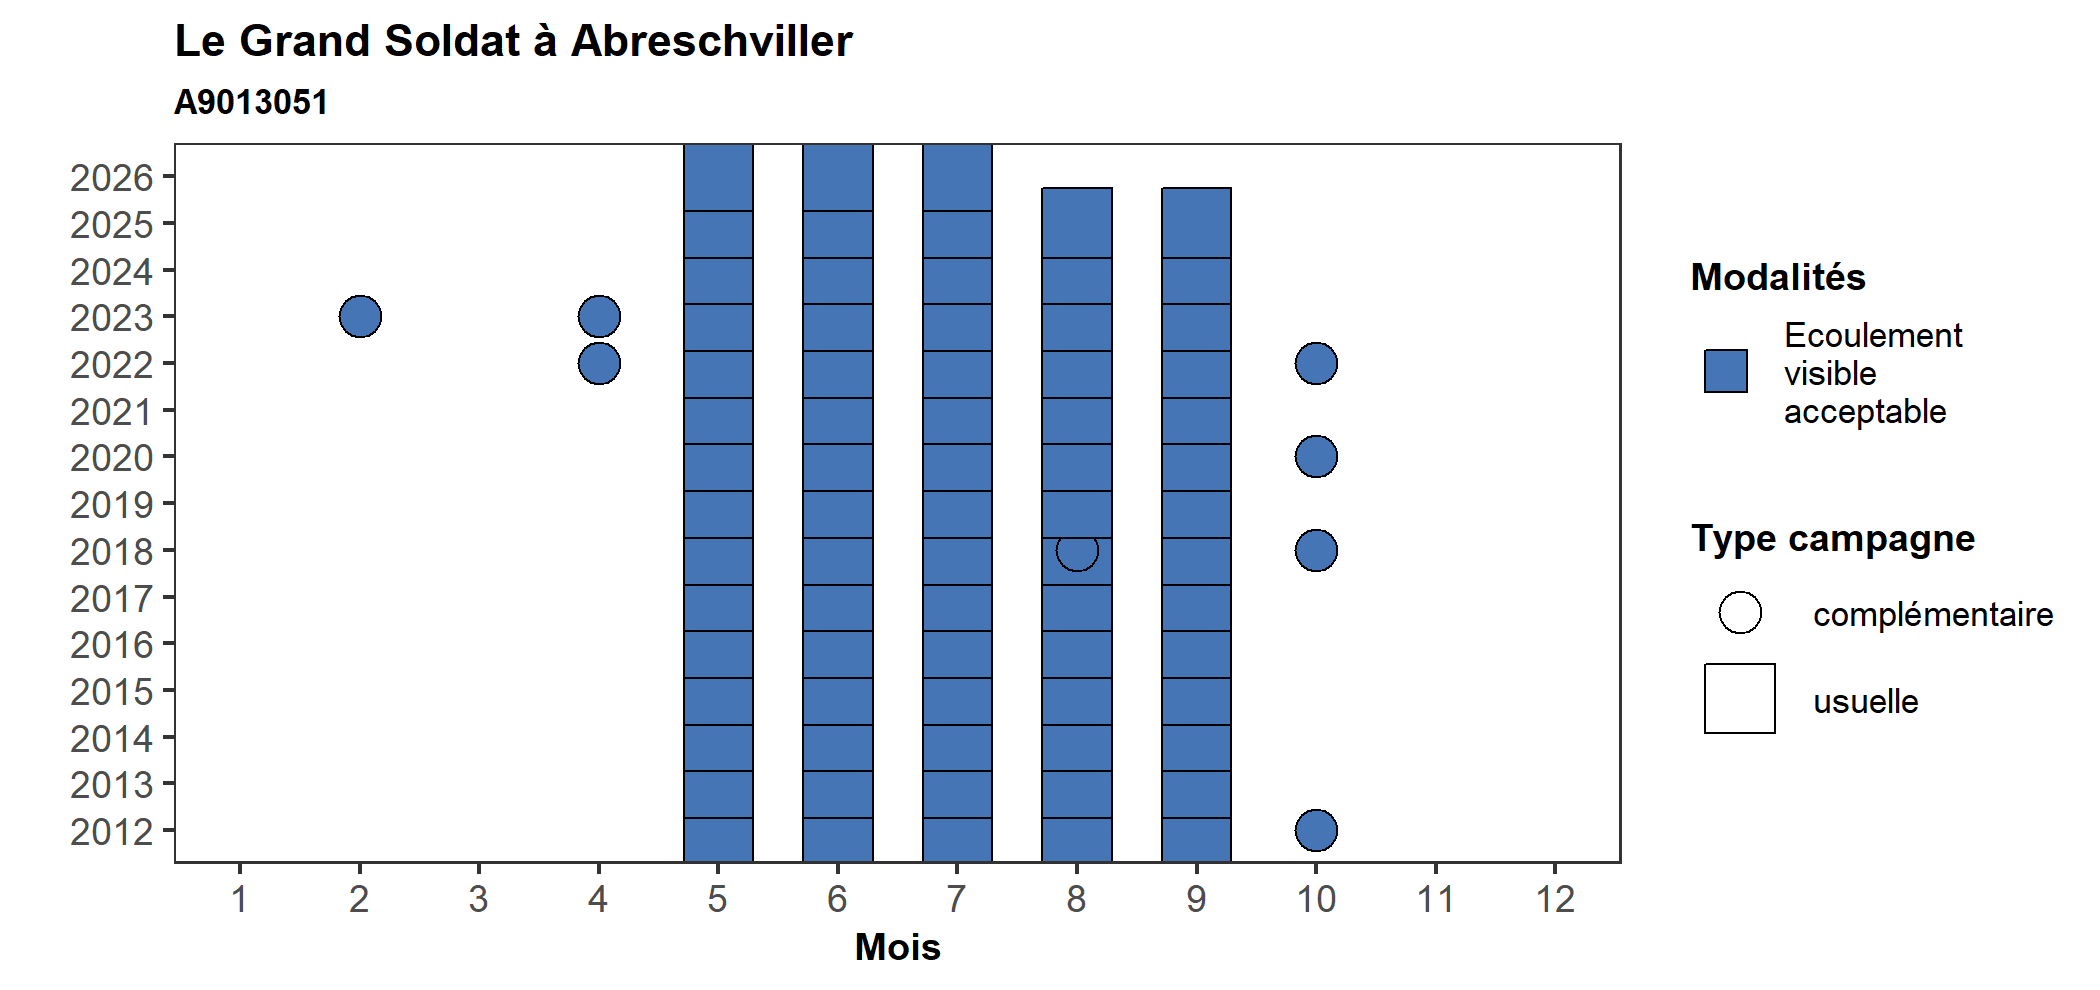 Le Grand Soldat à Abreschviller
A9013051
2026
2025
2024
2023
2022
2021
2020
2019
2018
2017
2016
2015
2014
2013
2012
1 2 3 4 5 6 7 8 9 10 11 12
Mois
Modalités
Ecoulement
visible
acceptable
Type campagne
complémentaire
usuelle